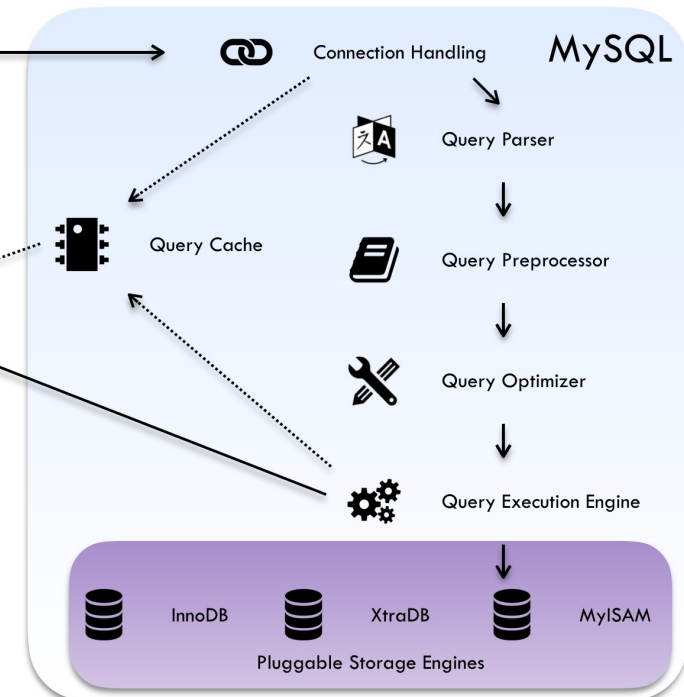 MySQL
Connection Handling
Query Parser
Query Cache
Query Preprocessor
Query Optimizer
Query Execution Engine
InnoDB
XtraDB
MyISAM
Pluggable Storage Engines